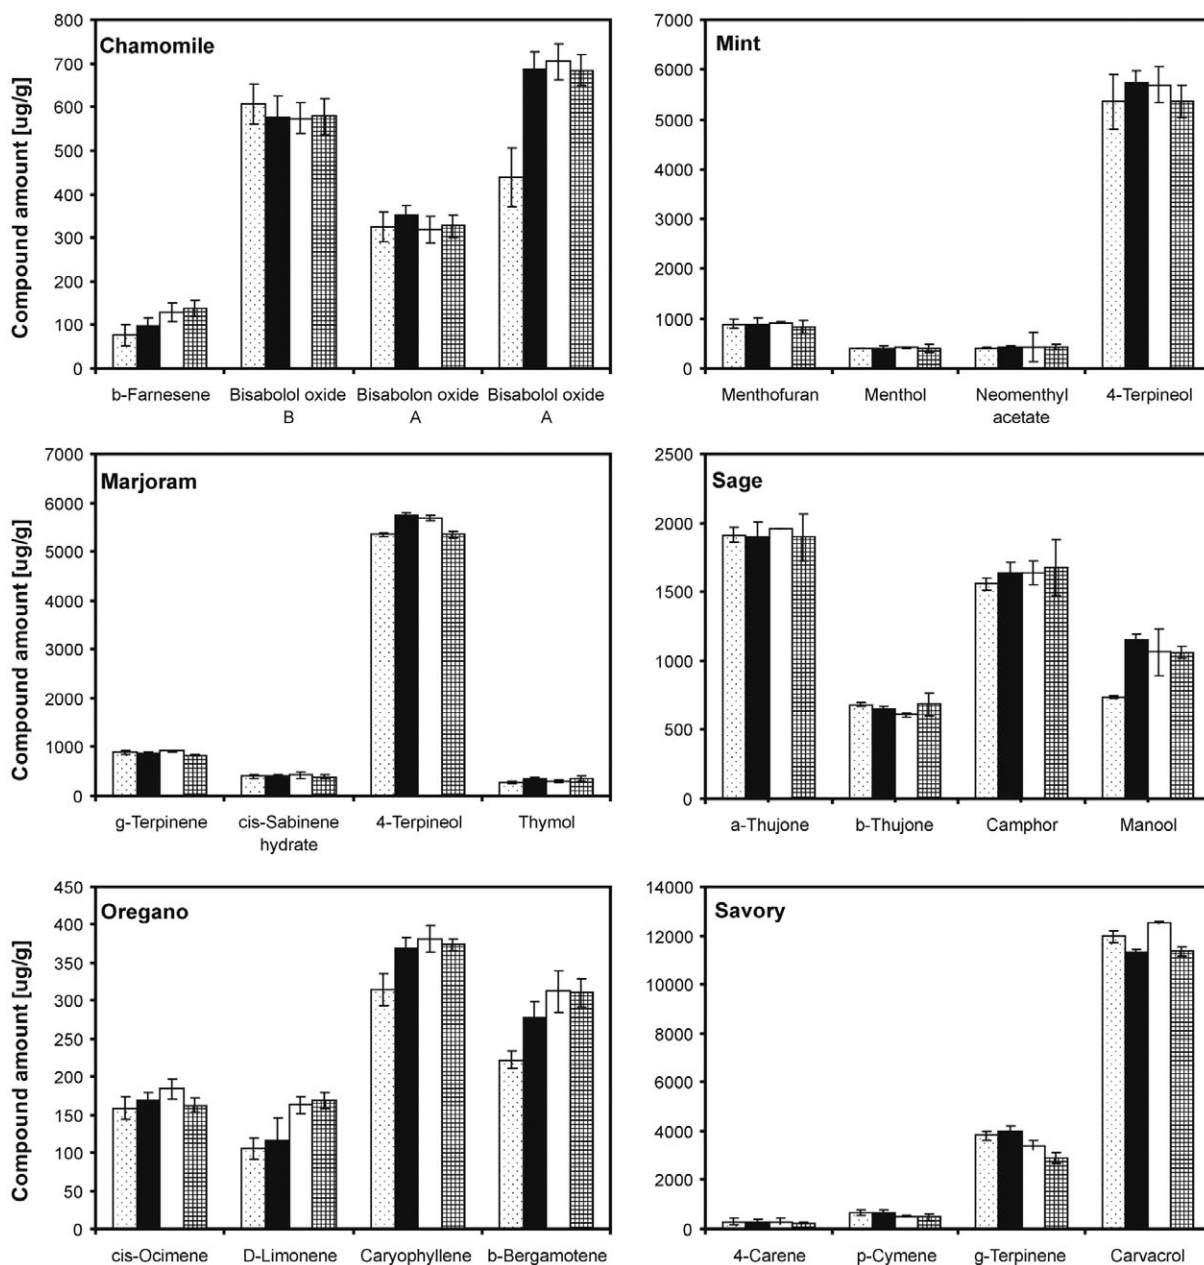 Compound amount [ug/g]
800
700
600
500
400
300
200
100
0
Chamomile
b-Farnesene
Bisabolol oxide
B
Bisabolon oxide
A
Bisabolol oxide
A
7000
6000
5000
4000
3000
2000
1000
0
Mint
Menthofuran
Menthol
Neomenthyl
acetate
4-Terpineol
Compound amount [ug/g]
7000
6000
5000
4000
3000
2000
1000
0
Marjoram
g-Terpinene
cis-Sabinene
hydrate
4-Terpineol
Thymol
2500
2000
1500
1000
500
0
Sage
a-Thujone
b-Thujone
Camphor
Manool
Compound amount [ug/g]
450
400
350
300
250
200
150
100
50
0
Oregano
cis-Ocimene
D-Limonene
Caryophyllene
b-Bergamotene
14000
12000
10000
8000
6000
4000
2000
0
Savory
4-Carene
p-Cymene
g-Terpinene
Carvacrol